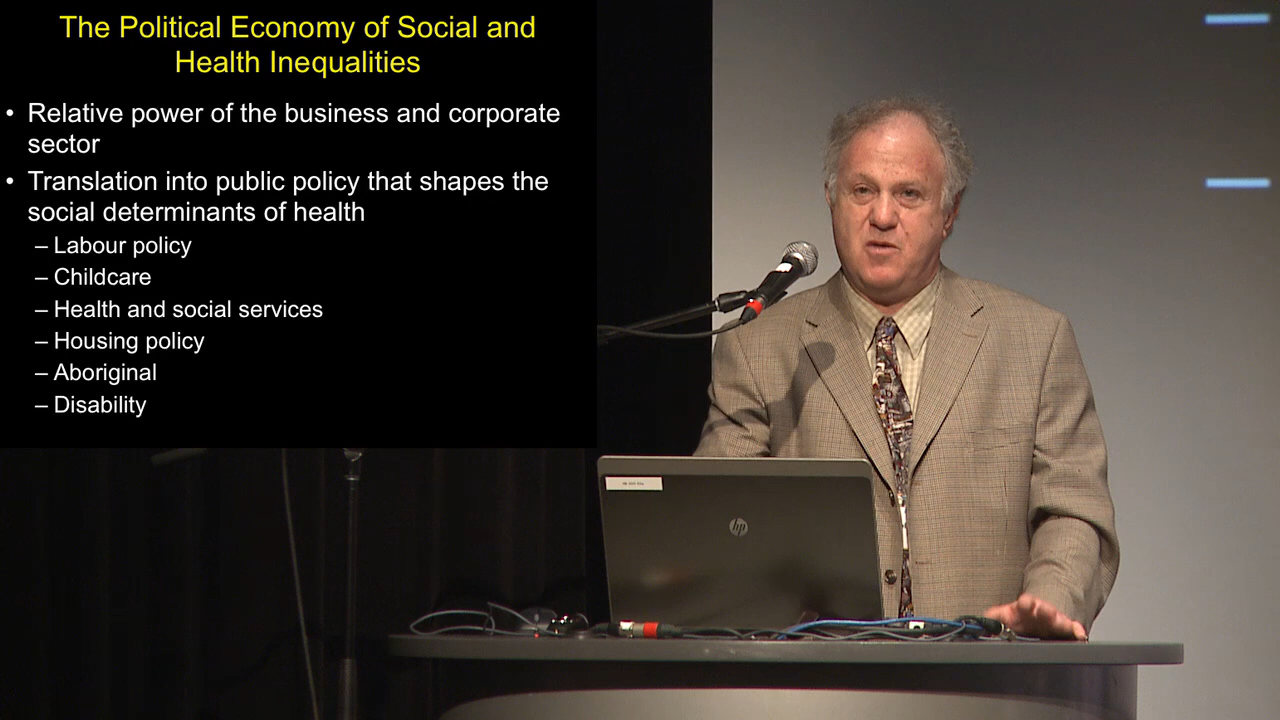 The Political Economy of Social and
Health Inequalities
• Relative power of the business and corporate
sector
• Translation into public policy that shapes the
social determinants of health
– Labour policy
– Childcare
– Health and social services
– Housing policy
– Aboriginal
– Disability
hp